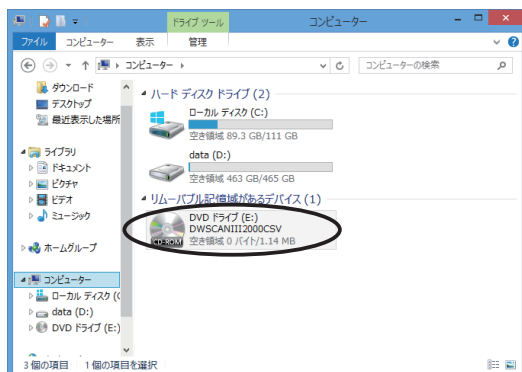 ドライブ ツール
コンピューター
ファイル コンピューター 表示 管理
コンピューター
コンピューターの検索
ダウンロード
デスクトップ
最近表示した場所
ライブラリ
ドキュメント
ピクチャ
ビデオ
ミュージック
ホームグループ
コンピューター
ローカル ディスク (C
data (D:)
DVD ドライブ (E:)
ハード ディスク ドライブ (2)
ローカル ディスク (C:)
空き領域 89.3 GB/111 GB
data (D:)
空き領域 463 GB/465 GB
リムーバブル記憶域があるデバイス (1)
DVD ドライブ (E:)
DWSCANIII2000CSV
空き領域 0 バイト/1.14 MB
CD-ROM
3 個の項目 1 個の項目を選択